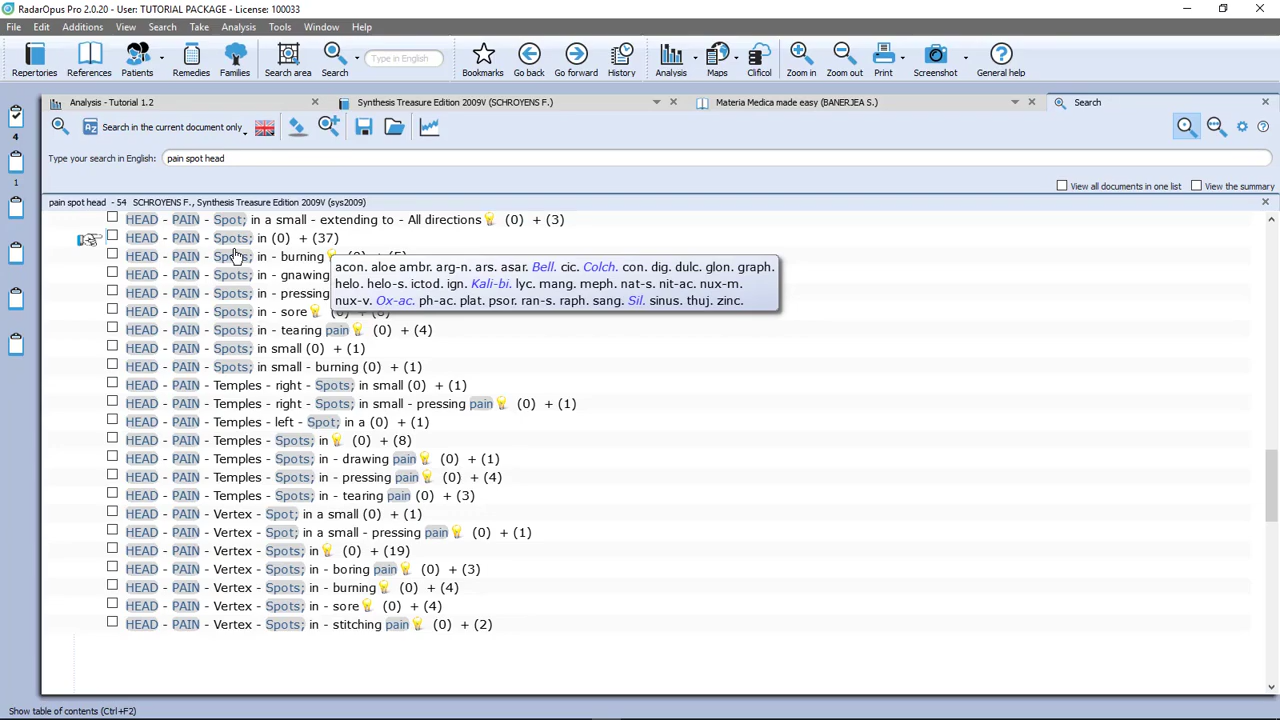 RadarOpus Pro 2.0.20 - User: TUTORIAL PACKAGE - License: 100033
File Edit Additions View Search Take Analysis Tools Window Help
Repertories References Patients Remedies Families Search area Search Type in English Bookmarks Go back Go forward History Analysis Maps Clificol Zoom in Zoom out Print Screenshot General help
Analysis - Tutorial 1.2 Synthesis Treasure Edition 2009V (SCHROYENS F.) Materia Medica made easy (BANERJEA S.) Search
4 Search in the current document only
Type your search in English: pain spot head
1 View all documents in one list View the summary
pain spot head - 54 SCHROYENS F., Synthesis Treasure Edition 2009V (sys2009)
HEAD - PAIN - Spot; in a small - extending to - All directions (0) + (3)
HEAD - PAIN - Spots; in (0) + (37)
HEAD - PAIN - Spots; in - burning
HEAD - PAIN - Spots; in - gnawing
HEAD - PAIN - Spots; in - pressing
HEAD - PAIN - Spots; in - sore
acon. aloe ambr. arg-n. ars. asar. Bell. cic. Colch. con. dig. dulc. glon. graph.
helo. helo-s. ictod. ign. Kali-bi. lyc. mang. meph. nat-s. nit-ac. nux-m.
nux-v. Ox-ac. ph-ac. plat. psor. ran-s. raph. sang. Sil. sinus. thuj. zinc.
HEAD - PAIN - Spots; in - tearing pain (0) + (4)
HEAD - PAIN - Spots; in small (0) + (1)
HEAD - PAIN - Spots; in small - burning (0) + (1)
HEAD - PAIN - Temples - right - Spots; in small (0) + (1)
HEAD - PAIN - Temples - right - Spots; in small - pressing pain (0) + (1)
HEAD - PAIN - Temples - left - Spot; in a (0) + (1)
HEAD - PAIN - Temples - Spots; in (0) + (8)
HEAD - PAIN - Temples - Spots; in - drawing pain (0) + (1)
HEAD - PAIN - Temples - Spots; in - pressing pain (0) + (4)
HEAD - PAIN - Temples - Spots; in - tearing pain (0) + (3)
HEAD - PAIN - Vertex - Spot; in a small (0) + (1)
HEAD - PAIN - Vertex - Spot; in a small - pressing pain (0) + (1)
HEAD - PAIN - Vertex - Spots; in (0) + (19)
HEAD - PAIN - Vertex - Spots; in - boring pain (0) + (3)
HEAD - PAIN - Vertex - Spots; in - burning (0) + (4)
HEAD - PAIN - Vertex - Spots; in - sore (0) + (4)
HEAD - PAIN - Vertex - Spots; in - stitching pain (0) + (2)
Show table of contents (Ctrl+F2)